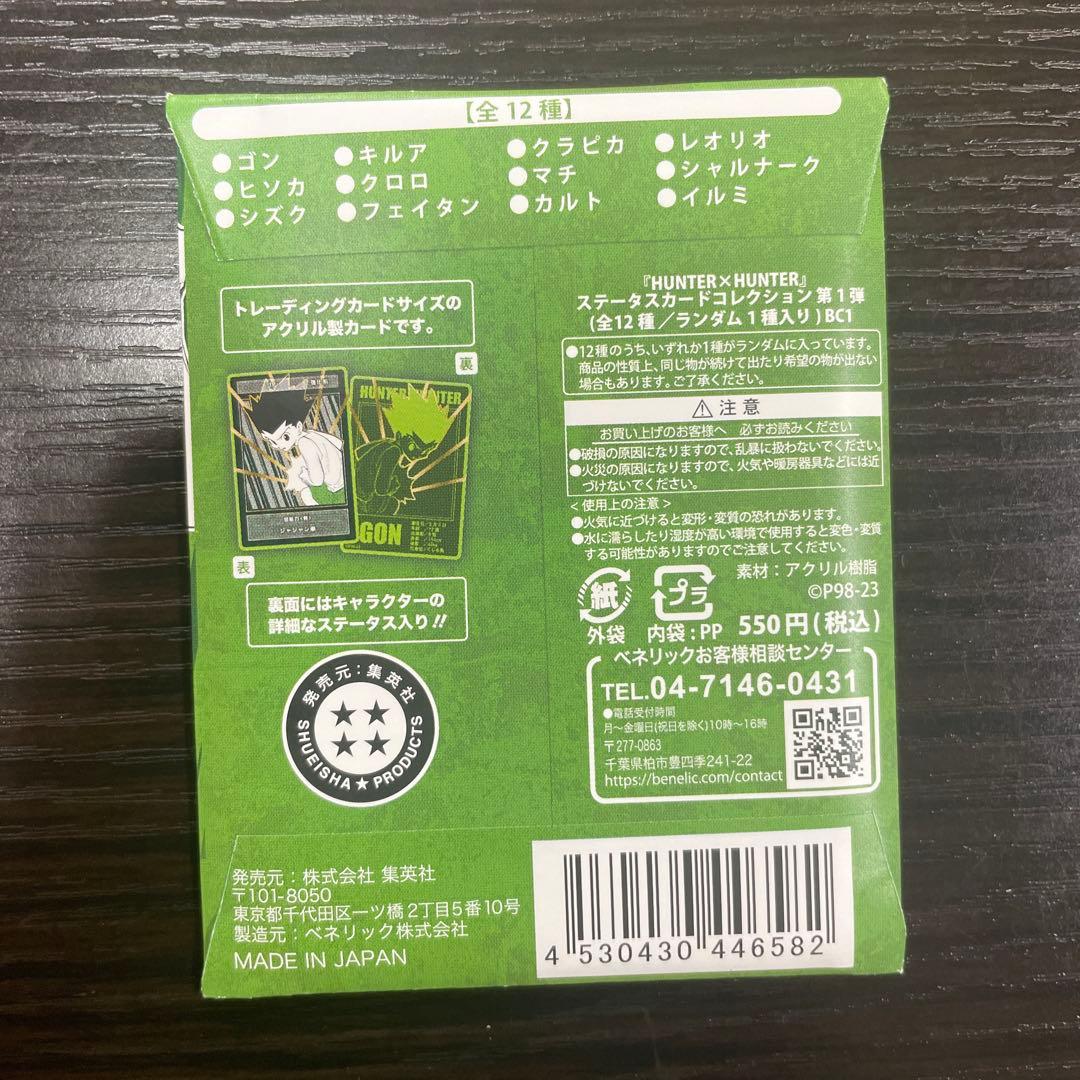 【全12種】
●ゴン ●キルア ●クラピカ ●レオリオ
●ヒソカ ●クロロ ●マチ ●シャルナーク
●シズク ●フェイタン ●カルト ●イルミ
トレーディングカードサイズの
アクリル製カードです。
裏
HUNTER×HUNTER
GON
表
裏面にはキャラクターの
詳細なステータス入り!!
発売元:集英社
SHUEISHA★PRODUCTS
『HUNTER×HUNTER』
ステータスカードコレクション 第1弾
(全12種/ランダム1種入り)BC1
●12種のうち、いずれか1種がランダムに入っています。
商品の性質上、同じ物が続けて出たり希望の物が出ない
場合もあります。ご了承ください。
⚠注意
お買い上げのお客様へ 必ずお読みください
●破損の原因になりますので、乱暴に扱わないでください。
●火災の原因になりますので、火気や暖房器具などには近
づけないでください。
<使用上の注意>
●火気に近づけると変形・変質の恐れがあります。
●水に濡らしたり湿度が高い環境で使用すると変色・変質
する可能性がありますのでご注意してください。
素材:アクリル樹脂
©P98-23
紙 プラ
外袋 内袋:PP 550円(税込)
ベネリックお客様相談センター
TEL.04-7146-0431
●電話受付時間
月〜金曜日(祝日を除く)10時〜16時
〒277-0863
千葉県柏市豊四季241-22
https://benelic.com/contact
発売元:株式会社 集英社
〒101-8050
東京都千代田区一ツ橋2丁目5番10号
製造元:ベネリック株式会社
MADE IN JAPAN
4 530430 446582